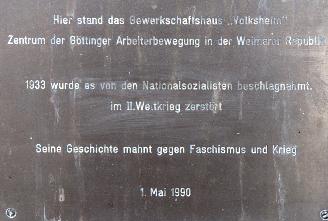 Hier stand das Gewerkschaftshaus „Volksheim“
Zentrum der Göttinger Arbeiterbewegung in der Weimarer Republik
1933 wurde es von den Nationalsozialisten beschlagnahmt.
im II.Weltkrieg zerstört
Seine Geschichte mahnt gegen Faschismus und Krieg
1. Mai 1990